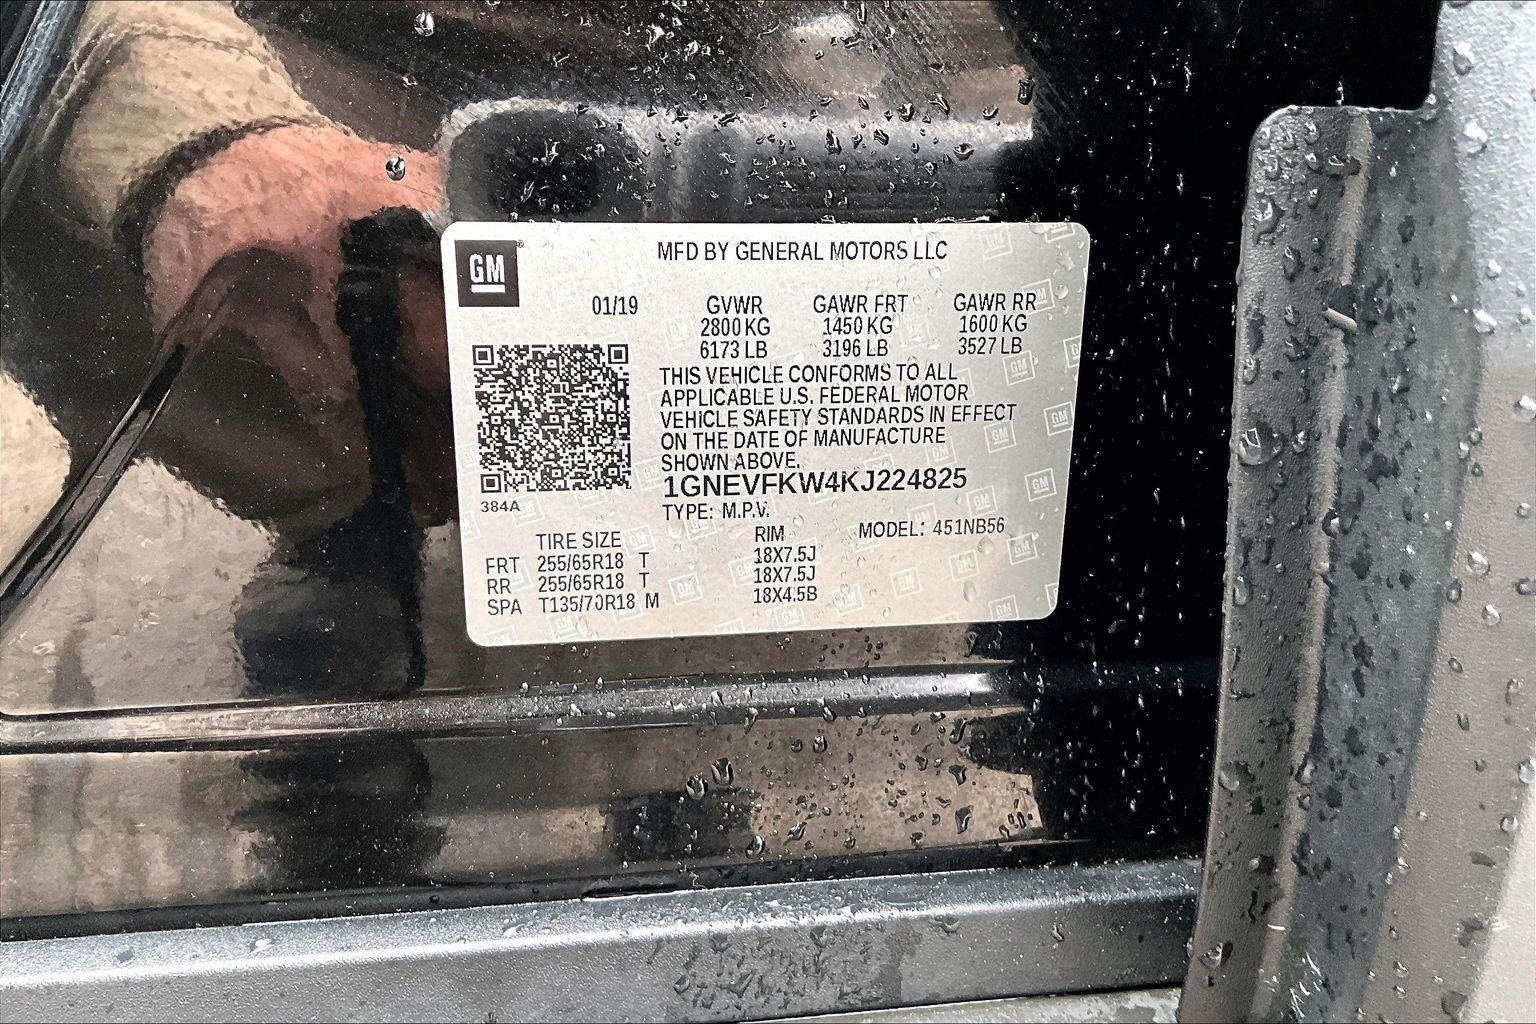 GM
MFD BY GENERAL MOTORS LLC
01/19 GVWR GAWR FRT GAWR RR
2800 KG 1450 KG 1600 KG
6173 LB 3196 LB 3527 LB
THIS VEHICLE CONFORMS TO ALL
APPLICABLE U.S. FEDERAL MOTOR
VEHICLE SAFETY STANDARDS IN EFFECT
ON THE DATE OF MANUFACTURE
SHOWN ABOVE.
1GNEVFKW4KJ224825
384A
TYPE: M.P.V.
TIRE SIZE RIM MODEL: 451NB56
FRT 255/65R18 T 18X7.5J
RR 255/65R18 T 18X7.5J
SPA T135/70R18 M 18X4.5B